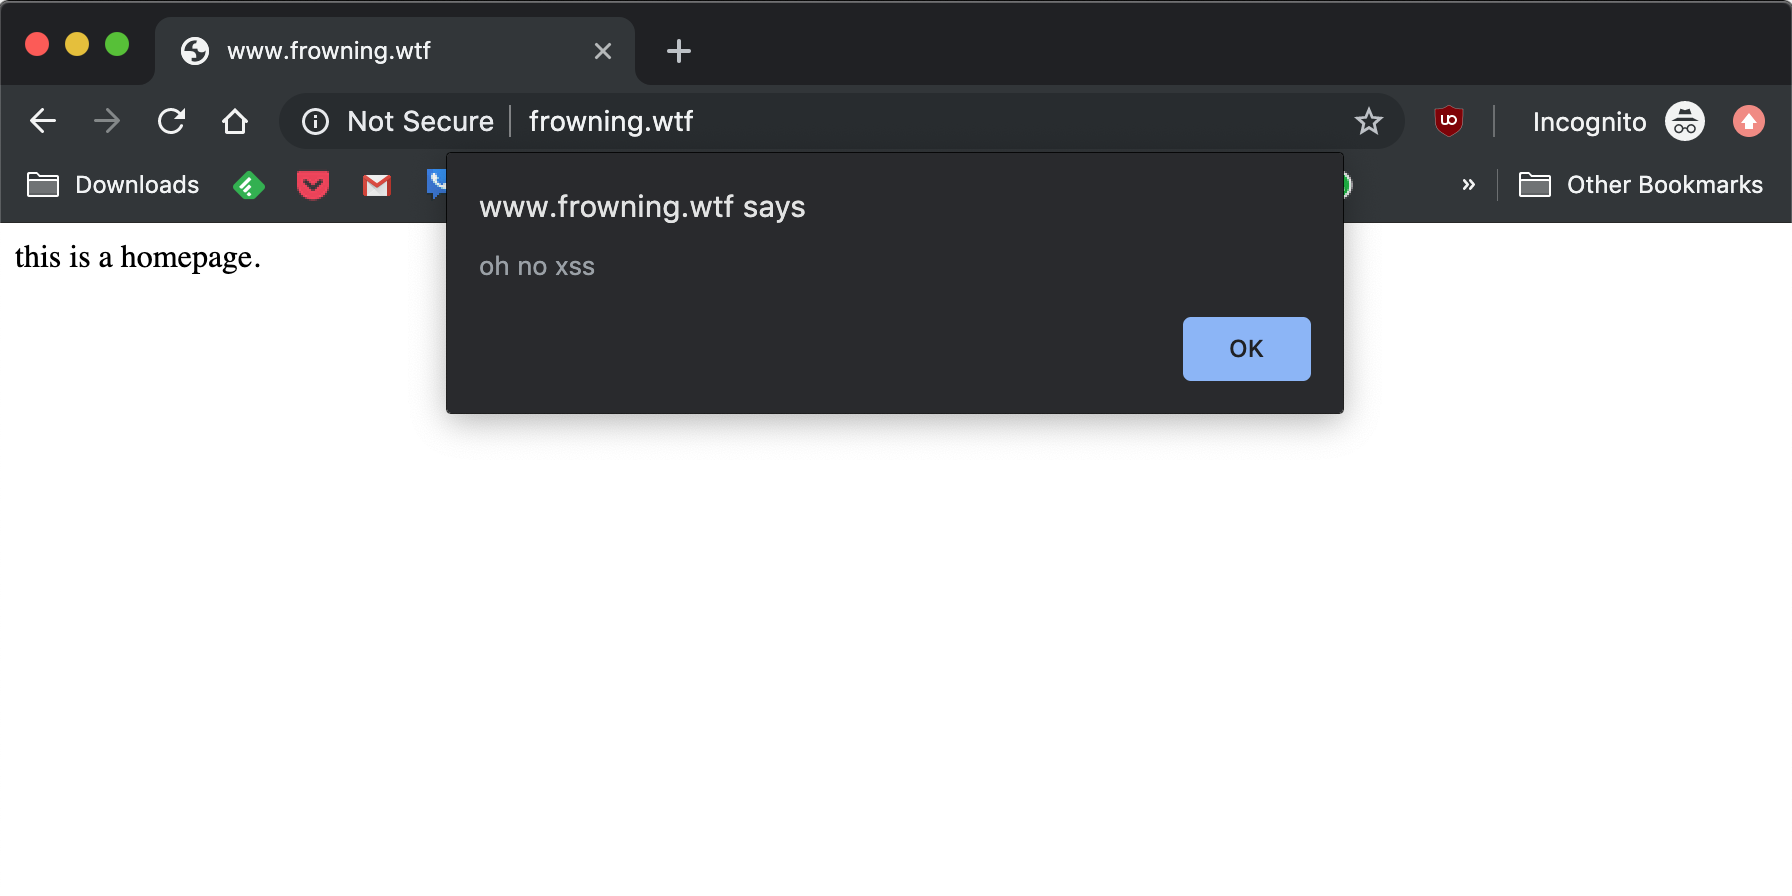 www.frowning.wtf
Not Secure frowning.wtf
UO
Incognito
Downloads
» Other Bookmarks
www.frowning.wtf says
oh no xss
OK
this is a homepage.